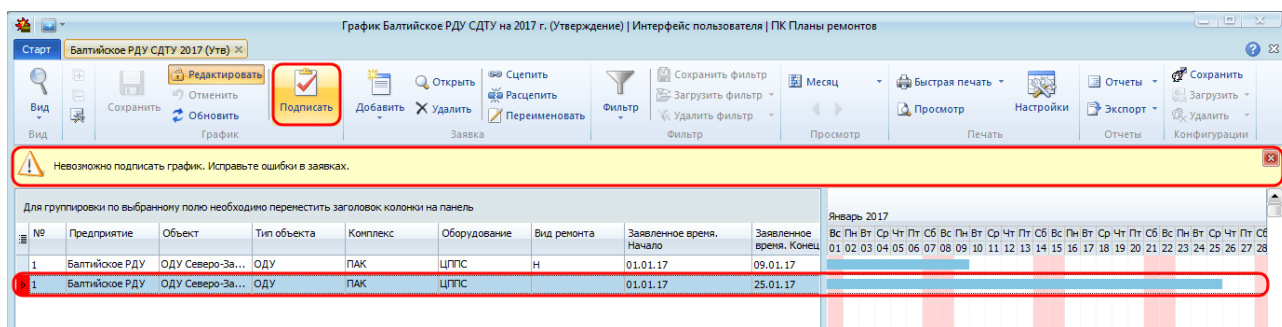 График Балтийское РДУ СДТУ на 2017 г. (Утверждение) | Интерфейс пользователя | ПК Планы ремонтов
Старт Балтийское РДУ СДТУ 2017 (Утв)
Вид
Сохранить
Редактировать
Отменить
Обновить
Подписать
Добавить
Открыть
Удалить
Сцепить
Расцепить
Переименовать
Фильтр
Сохранить фильтр
Загрузить фильтр
Удалить фильтр
Месяц
Быстрая печать
Просмотр
Настройки
Отчеты
Экспорт
Сохранить
Загрузить
Удалить
Вид График Заявка Фильтр Просмотр Печать Отчеты Конфигурации
Невозможно подписать график. Исправьте ошибки в заявках.
Для группировки по выбранному полю необходимо переместить заголовок колонки на панель
Январь 2017
№ Предприятие Объект Тип объекта Комплекс Оборудование Вид ремонта Заявленное время. Начало Заявленное время. Конец
Вс Пн Вт Ср Чт Пт Сб Вс Пн Вт Ср Чт Пт Сб Вс Пн Вт Ср Чт Пт Сб Вс Пн Вт Ср Чт Пт Сб
01 02 03 04 05 06 07 08 09 10 11 12 13 14 15 16 17 18 19 20 21 22 23 24 25 26 27 28
1 Балтийское РДУ ОДУ Северо-За... ОДУ ПАК ЦППС Н 01.01.17 09.01.17
1 Балтийское РДУ ОДУ Северо-За... ОДУ ПАК ЦППС 01.01.17 25.01.17